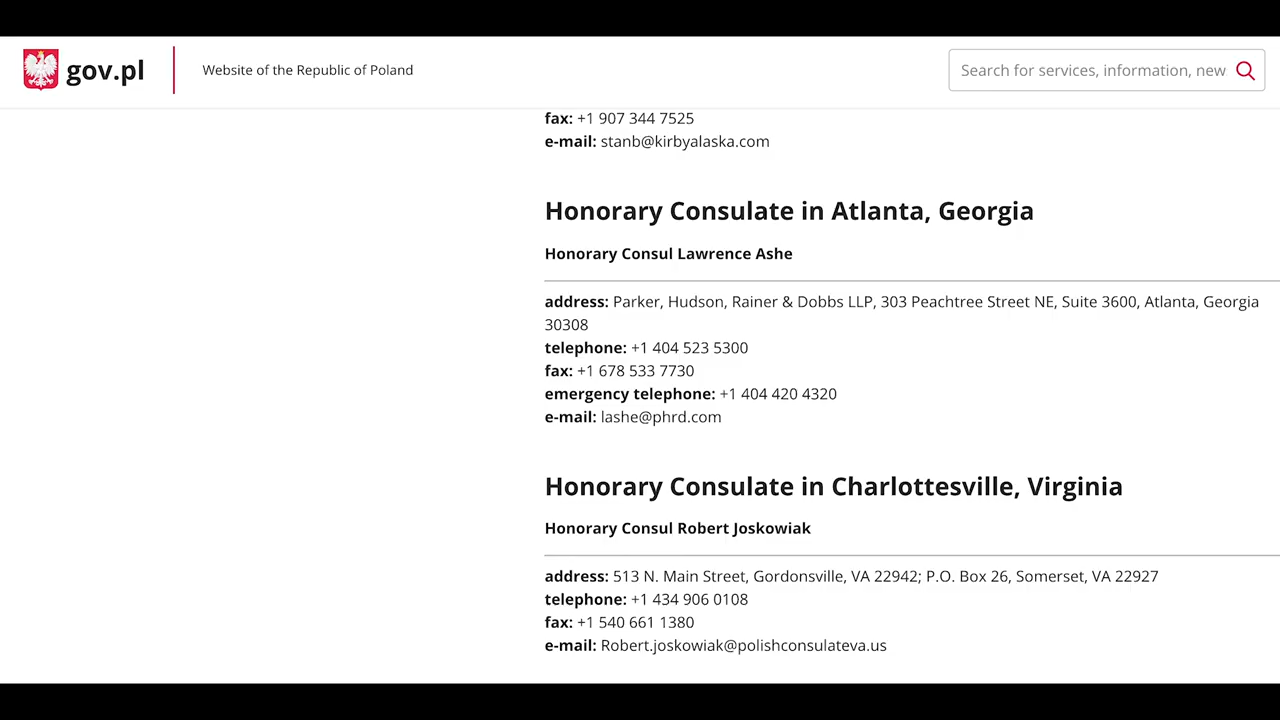 gov.pl
Website of the Republic of Poland
Search for services, information, new
fax: +1 907 344 7525
e-mail: stanb@kirbyalaska.com
Honorary Consulate in Atlanta, Georgia
Honorary Consul Lawrence Ashe
address: Parker, Hudson, Rainer & Dobbs LLP, 303 Peachtree Street NE, Suite 3600, Atlanta, Georgia
30308
telephone: +1 404 523 5300
fax: +1 678 533 7730
emergency telephone: +1 404 420 4320
e-mail: lashe@phrd.com
Honorary Consulate in Charlottesville, Virginia
Honorary Consul Robert Joskowiak
address: 513 N. Main Street, Gordonsville, VA 22942; P.O. Box 26, Somerset, VA 22927
telephone: +1 434 906 0108
fax: +1 540 661 1380
e-mail: Robert.joskowiak@polishconsulateva.us